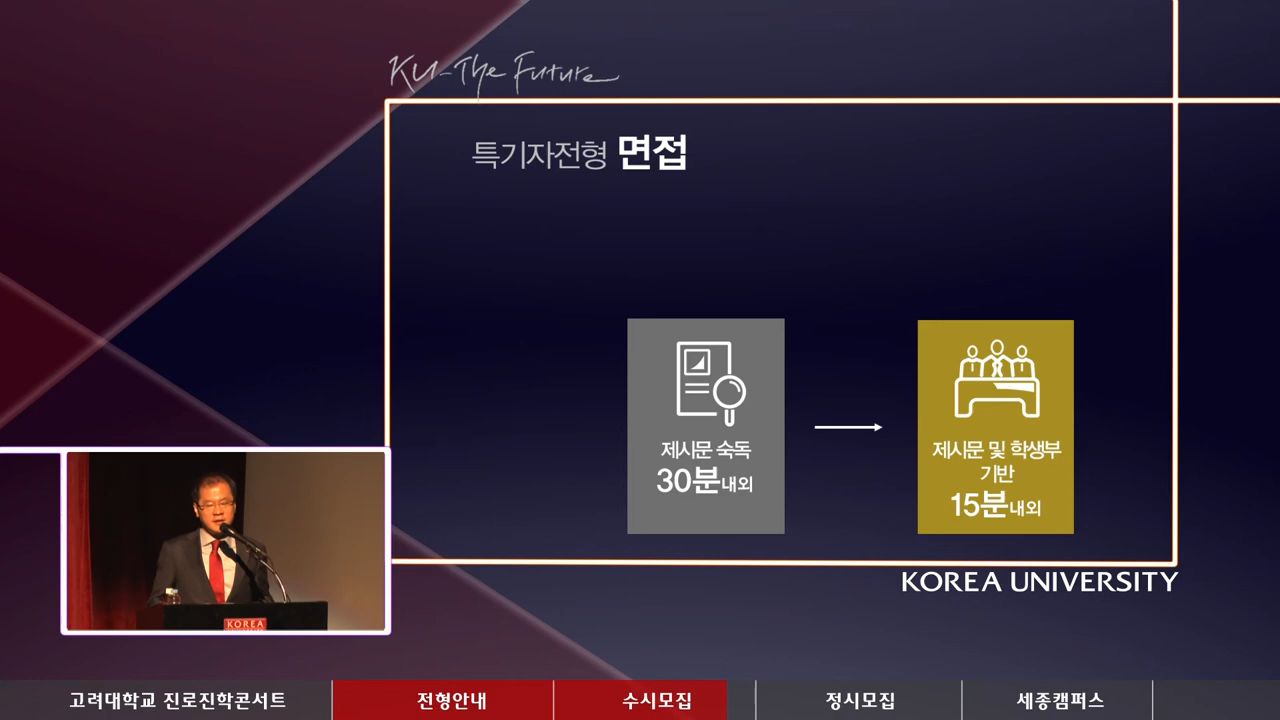 KU-The Future
특기자전형 면접
제시문 숙독
30분내외
제시문 및 학생부
기반
15분내외
KOREA UNIVERSITY
KOREA
고려대학교 진로진학콘서트
전형안내
수시모집
정시모집
세종캠퍼스